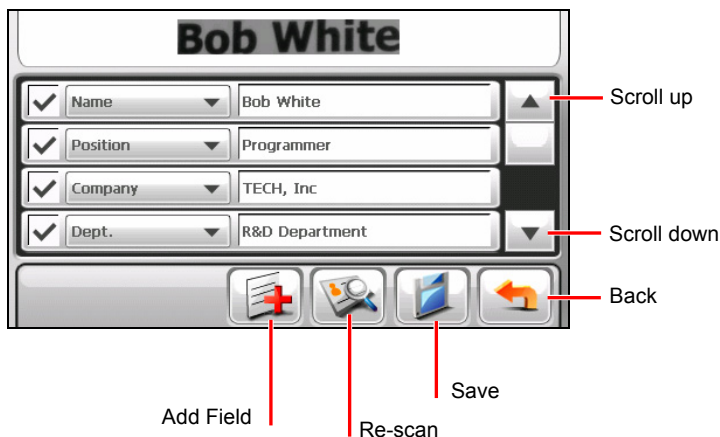 Bob White
Name Bob White
Scroll up
Position Programmer
Company TECH, Inc
Dept. R&D Department
Scroll down
Back
Save
Add Field
Re-scan